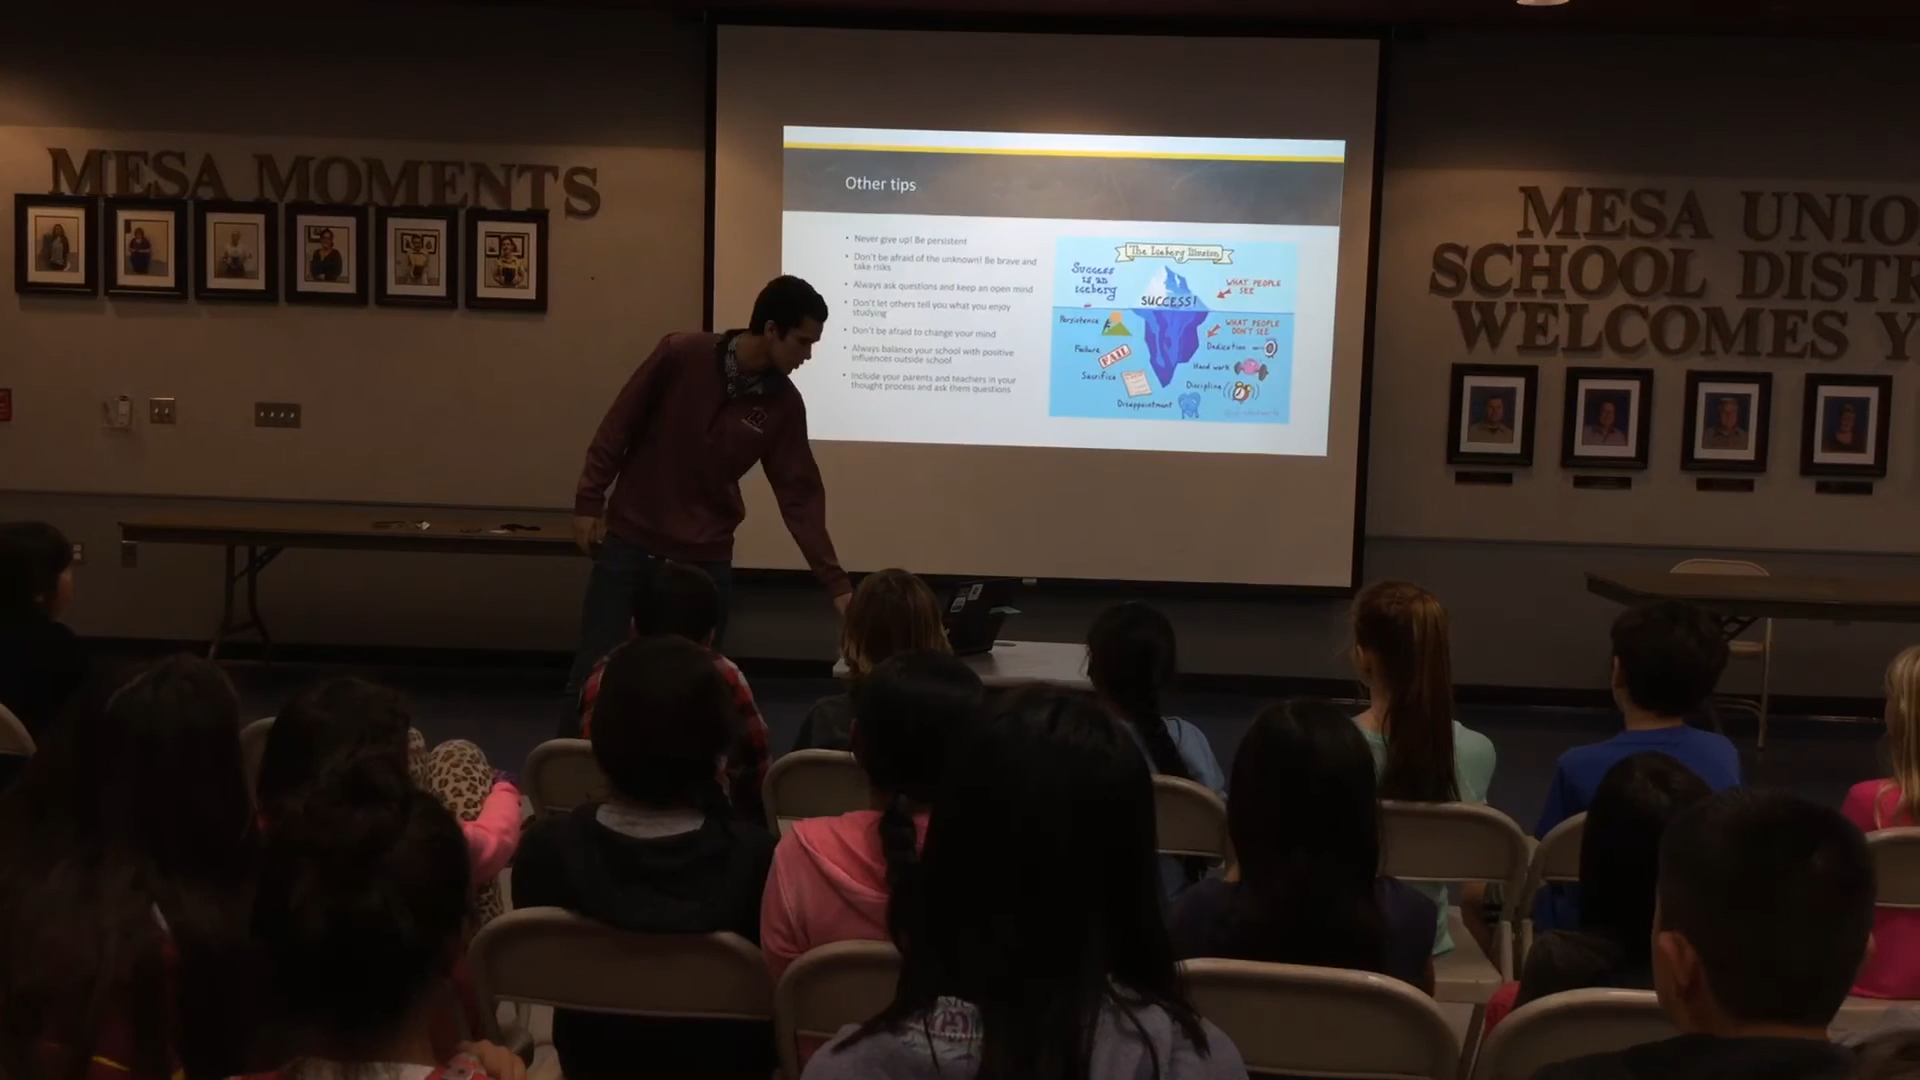 MESA MOMENTS
Other tips
• Never give up! Be persistent
• Don't be afraid of the unknown! Be brave and
take risks
• Always ask questions and keep an open mind
• Don't let others tell you what you enjoy
studying
• Don't be afraid to change your mind
• Always balance your school with positive
influences outside school
• Include your parents and teachers in your
thought process and ask them questions
The Iceberg Illusion
Success
is an
iceberg
WHAT PEOPLE
SEE
SUCCESS!
Persistence
WHAT PEOPLE
DON'T SEE
Failure
FAIL
Dedication
Sacrifice
Hard work
Discipline
Disappointment
MESA UNIO
SCHOOL DISTR
WELCOMES Y